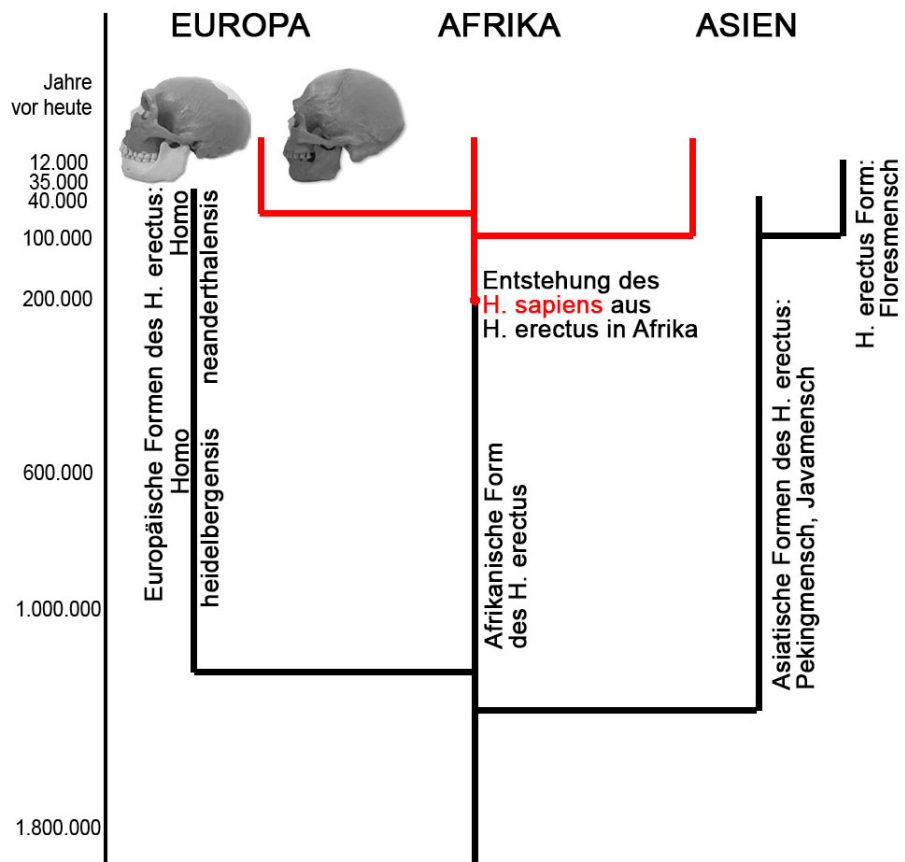 EUROPA
AFRIKA
ASIEN
Jahre
vor heute
12.000
35.000
40.000
100.000
200.000
600.000
1.000.000
1.800.000
Europäische Formen des H. erectus:
Homo
heidelbergensis
Homo
neanderthalensis
Entstehung des
H. sapiens aus
H. erectus in Afrika
Afrikanische Form
des H. erectus
Asiatische Formen des H. erectus:
Pekingmensch, Javamensch
H. erectus Form:
Floresmensch